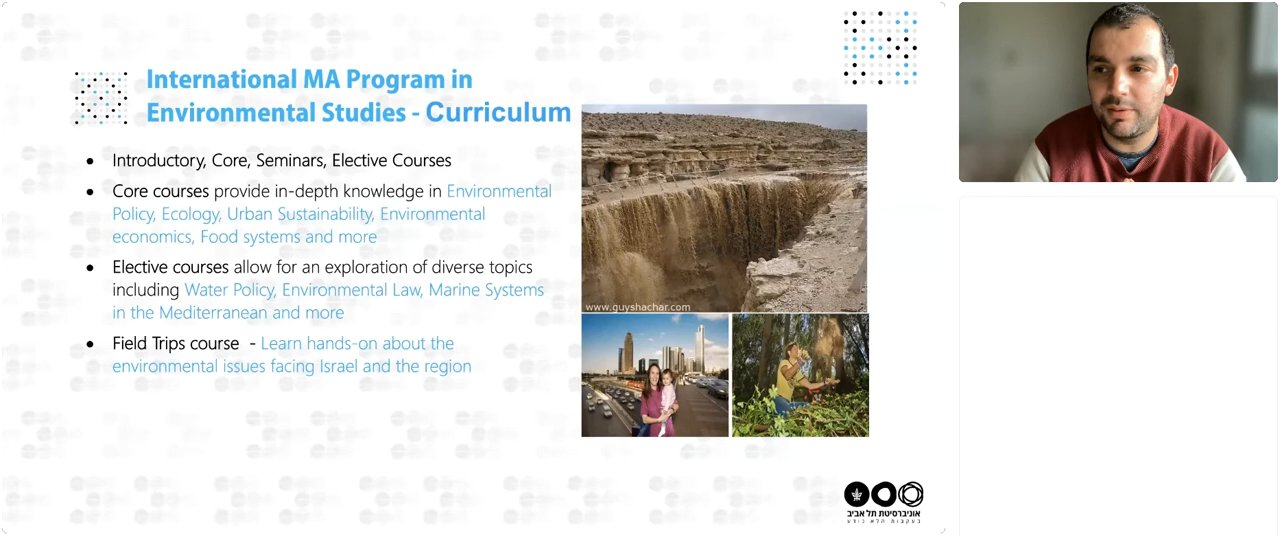 International MA Program in
Environmental Studies - Curriculum
• Introductory, Core, Seminars, Elective Courses
• Core courses provide in-depth knowledge in Environmental
Policy, Ecology, Urban Sustainability, Environmental
economics, Food systems and more
• Elective courses allow for an exploration of diverse topics
including Water Policy, Environmental Law, Marine Systems
in the Mediterranean and more
• Field Trips course - Learn hands-on about the
environmental issues facing Israel and the region
www.guyshachar.com
אוניברסיטת תל אביב
בעקבות הלא נודע